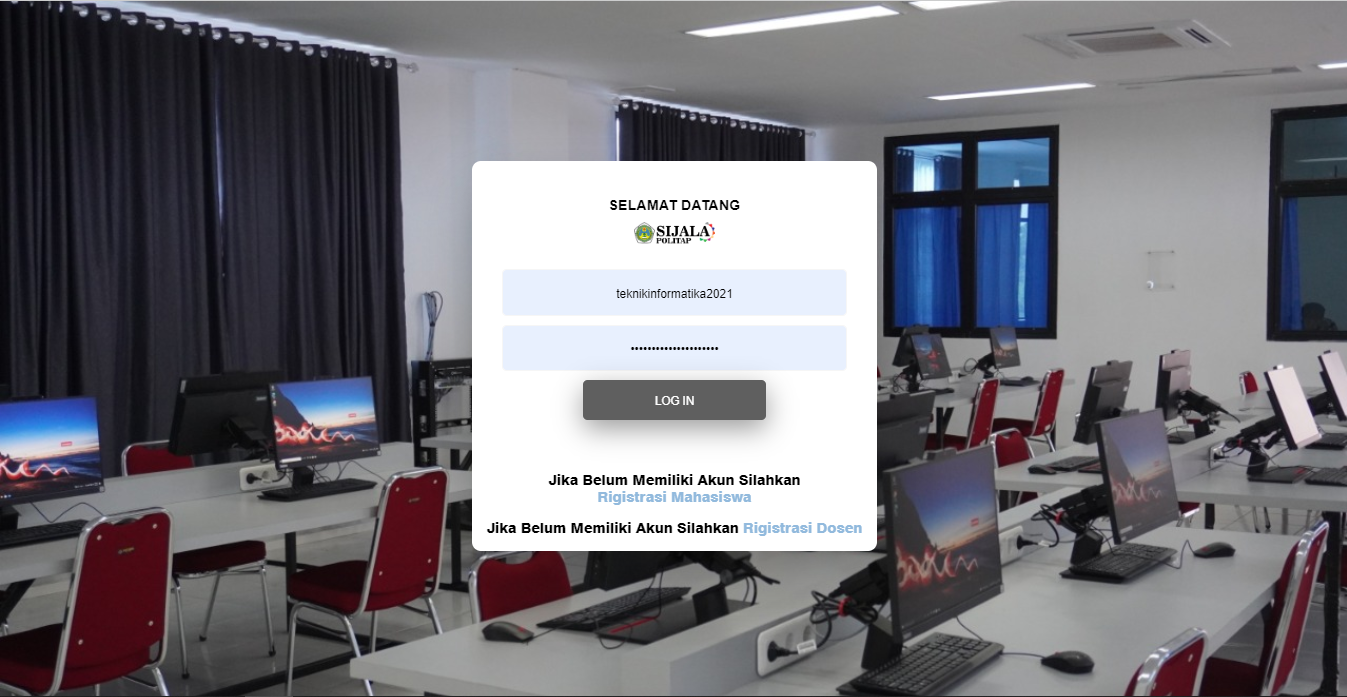 SELAMAT DATANG
SIJALA
POLITAP
teknikinformatika2021
•••••••••••••••••••••
LOG IN
Jika Belum Memiliki Akun Silahkan
Rigistrasi Mahasiswa
Jika Belum Memiliki Akun Silahkan Rigistrasi Dosen